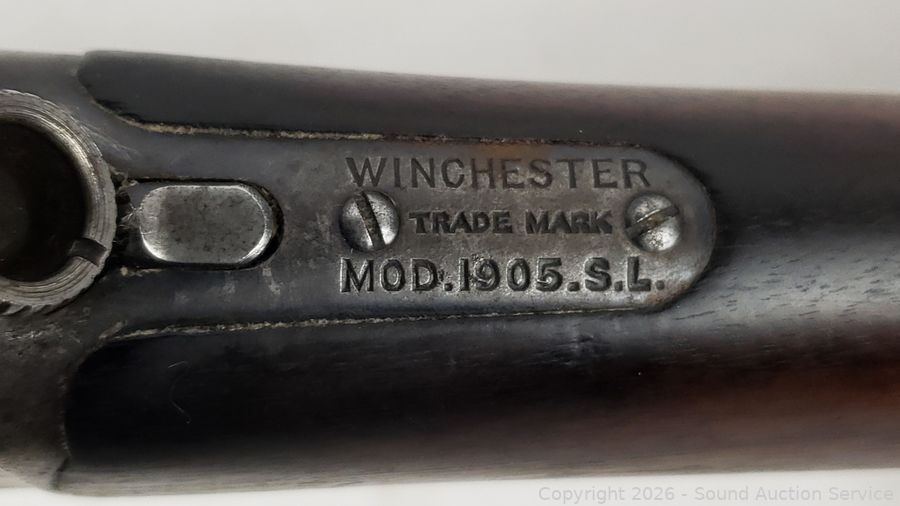 WINCHESTER
TRADE MARK
MOD.1905.S.L.
Copyright 2026 - Sound Auction Service